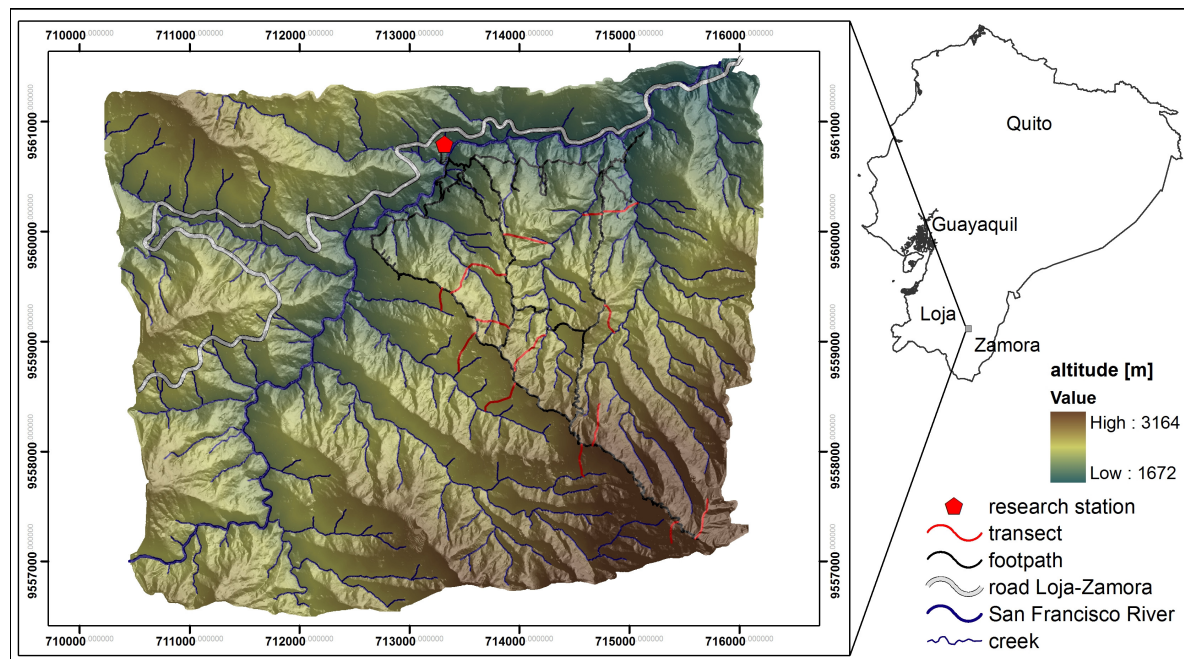 710000.000000 711000.000000 712000.000000 713000.000000 714000.000000 715000.000000 716000.000000
9561000.000000
9560000.000000
9559000.000000
9558000.000000
9557000.000000
9561000.000000
9560000.000000
9559000.000000
9558000.000000
9557000.000000
710000.000000 711000.000000 712000.000000 713000.000000 714000.000000 715000.000000 716000.000000
Quito
Guayaquil
Loja
Zamora
altitude [m]
Value
High : 3164
Low : 1672
research station
transect
footpath
road Loja-Zamora
San Francisco River
creek